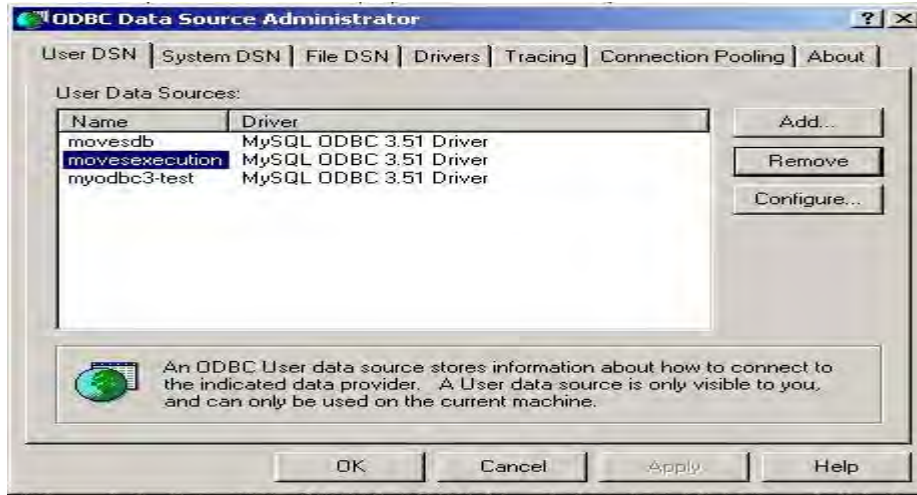 ODBC Data Source Administrator
User DSN System DSN File DSN Drivers Tracing Connection Pooling About
User Data Sources:
Name Driver
movesdb MySQL ODBC 3.51 Driver
movesexecution MySQL ODBC 3.51 Driver
myodbc3-test MySQL ODBC 3.51 Driver
Add...
Remove
Configure...
An ODBC User data source stores information about how to connect to
the indicated data provider. A User data source is only visible to you,
and can only be used on the current machine.
OK Cancel Apply Help